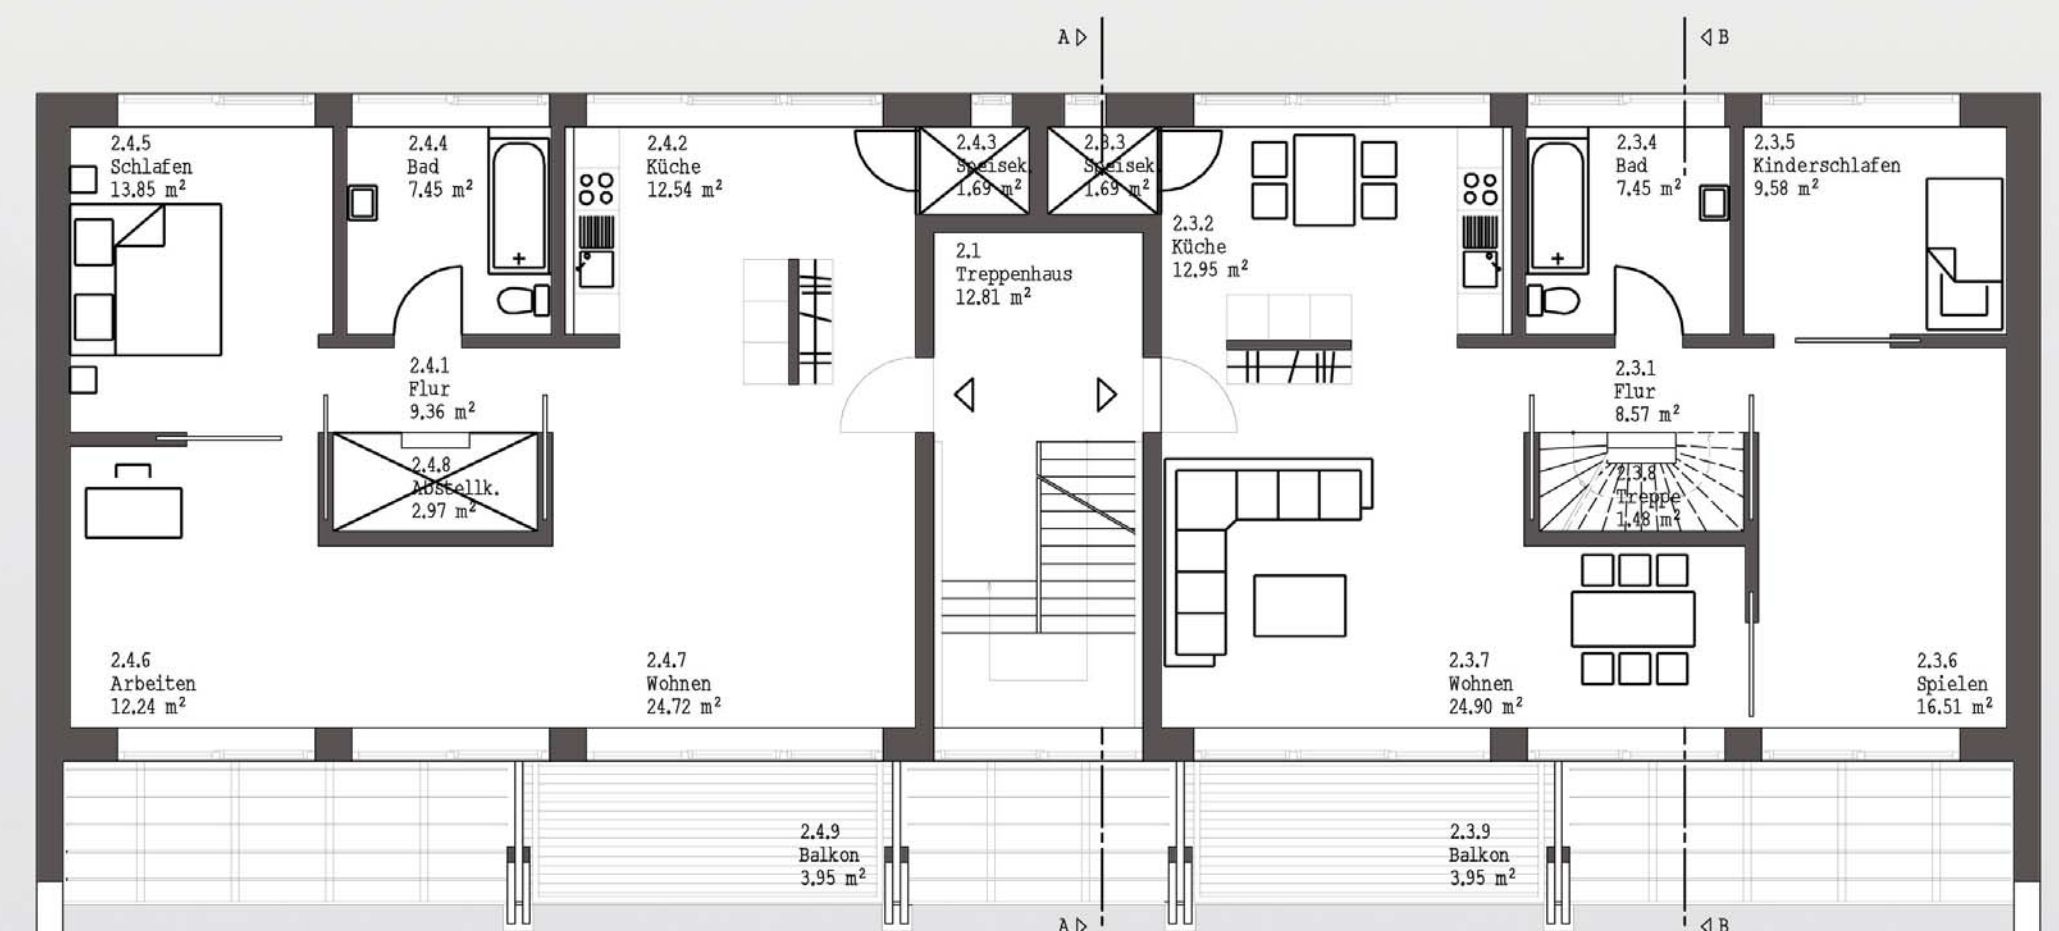 A
B
2.4.5
Schlafen
13.85 m²
2.4.4
Bad
7.45 m²
2.4.2
Küche
12.54 m²
2.4.3
Speisek.
1.69 m²
2.3.3
Speisek.
1.69 m²
2.3.2
Küche
12.95 m²
2.3.4
Bad
7.45 m²
2.3.5
Kinderschlafen
9.58 m²
2.1
Treppenhaus
12.81 m²
2.4.1
Flur
9.36 m²
2.3.1
Flur
8.57 m²
2.4.8
Abstellk.
2.97 m²
2.3.8
Treppe
1.48 m²
2.4.6
Arbeiten
12.24 m²
2.4.7
Wohnen
24.72 m²
2.3.7
Wohnen
24.90 m²
2.3.6
Spielen
16.51 m²
2.4.9
Balkon
3.95 m²
2.3.9
Balkon
3.95 m²
A
B